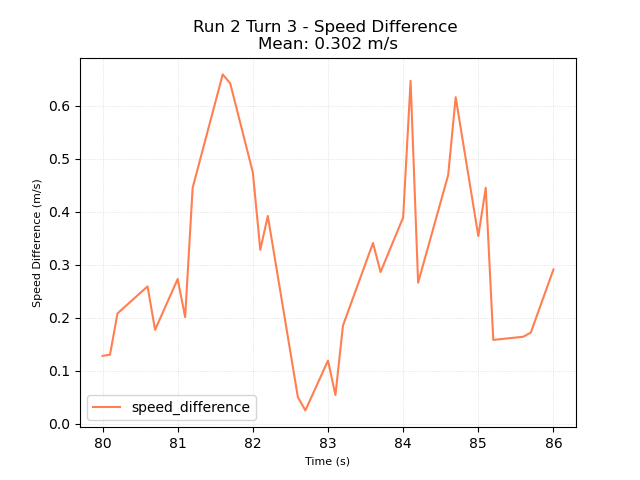 Run 2 Turn 3 - Speed Difference
Mean: 0.302 m/s
Speed Difference (m/s)
0.6
0.5
0.4
0.3
0.2
0.1
0.0
speed_difference
80 81 82 83 84 85 86
Time (s)